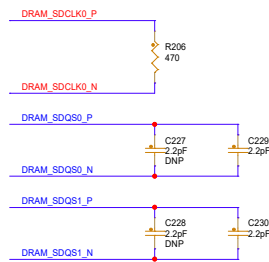 DRAM_SDCLK0_P
R206
470
DRAM_SDCLK0_N
DRAM_SDQS0_P
C227
2.2pF
DNP
C229
2.2pF
DRAM_SDQS0_N
DRAM_SDQS1_P
C228
2.2pF
DNP
C230
2.2pF
DRAM_SDQS1_N